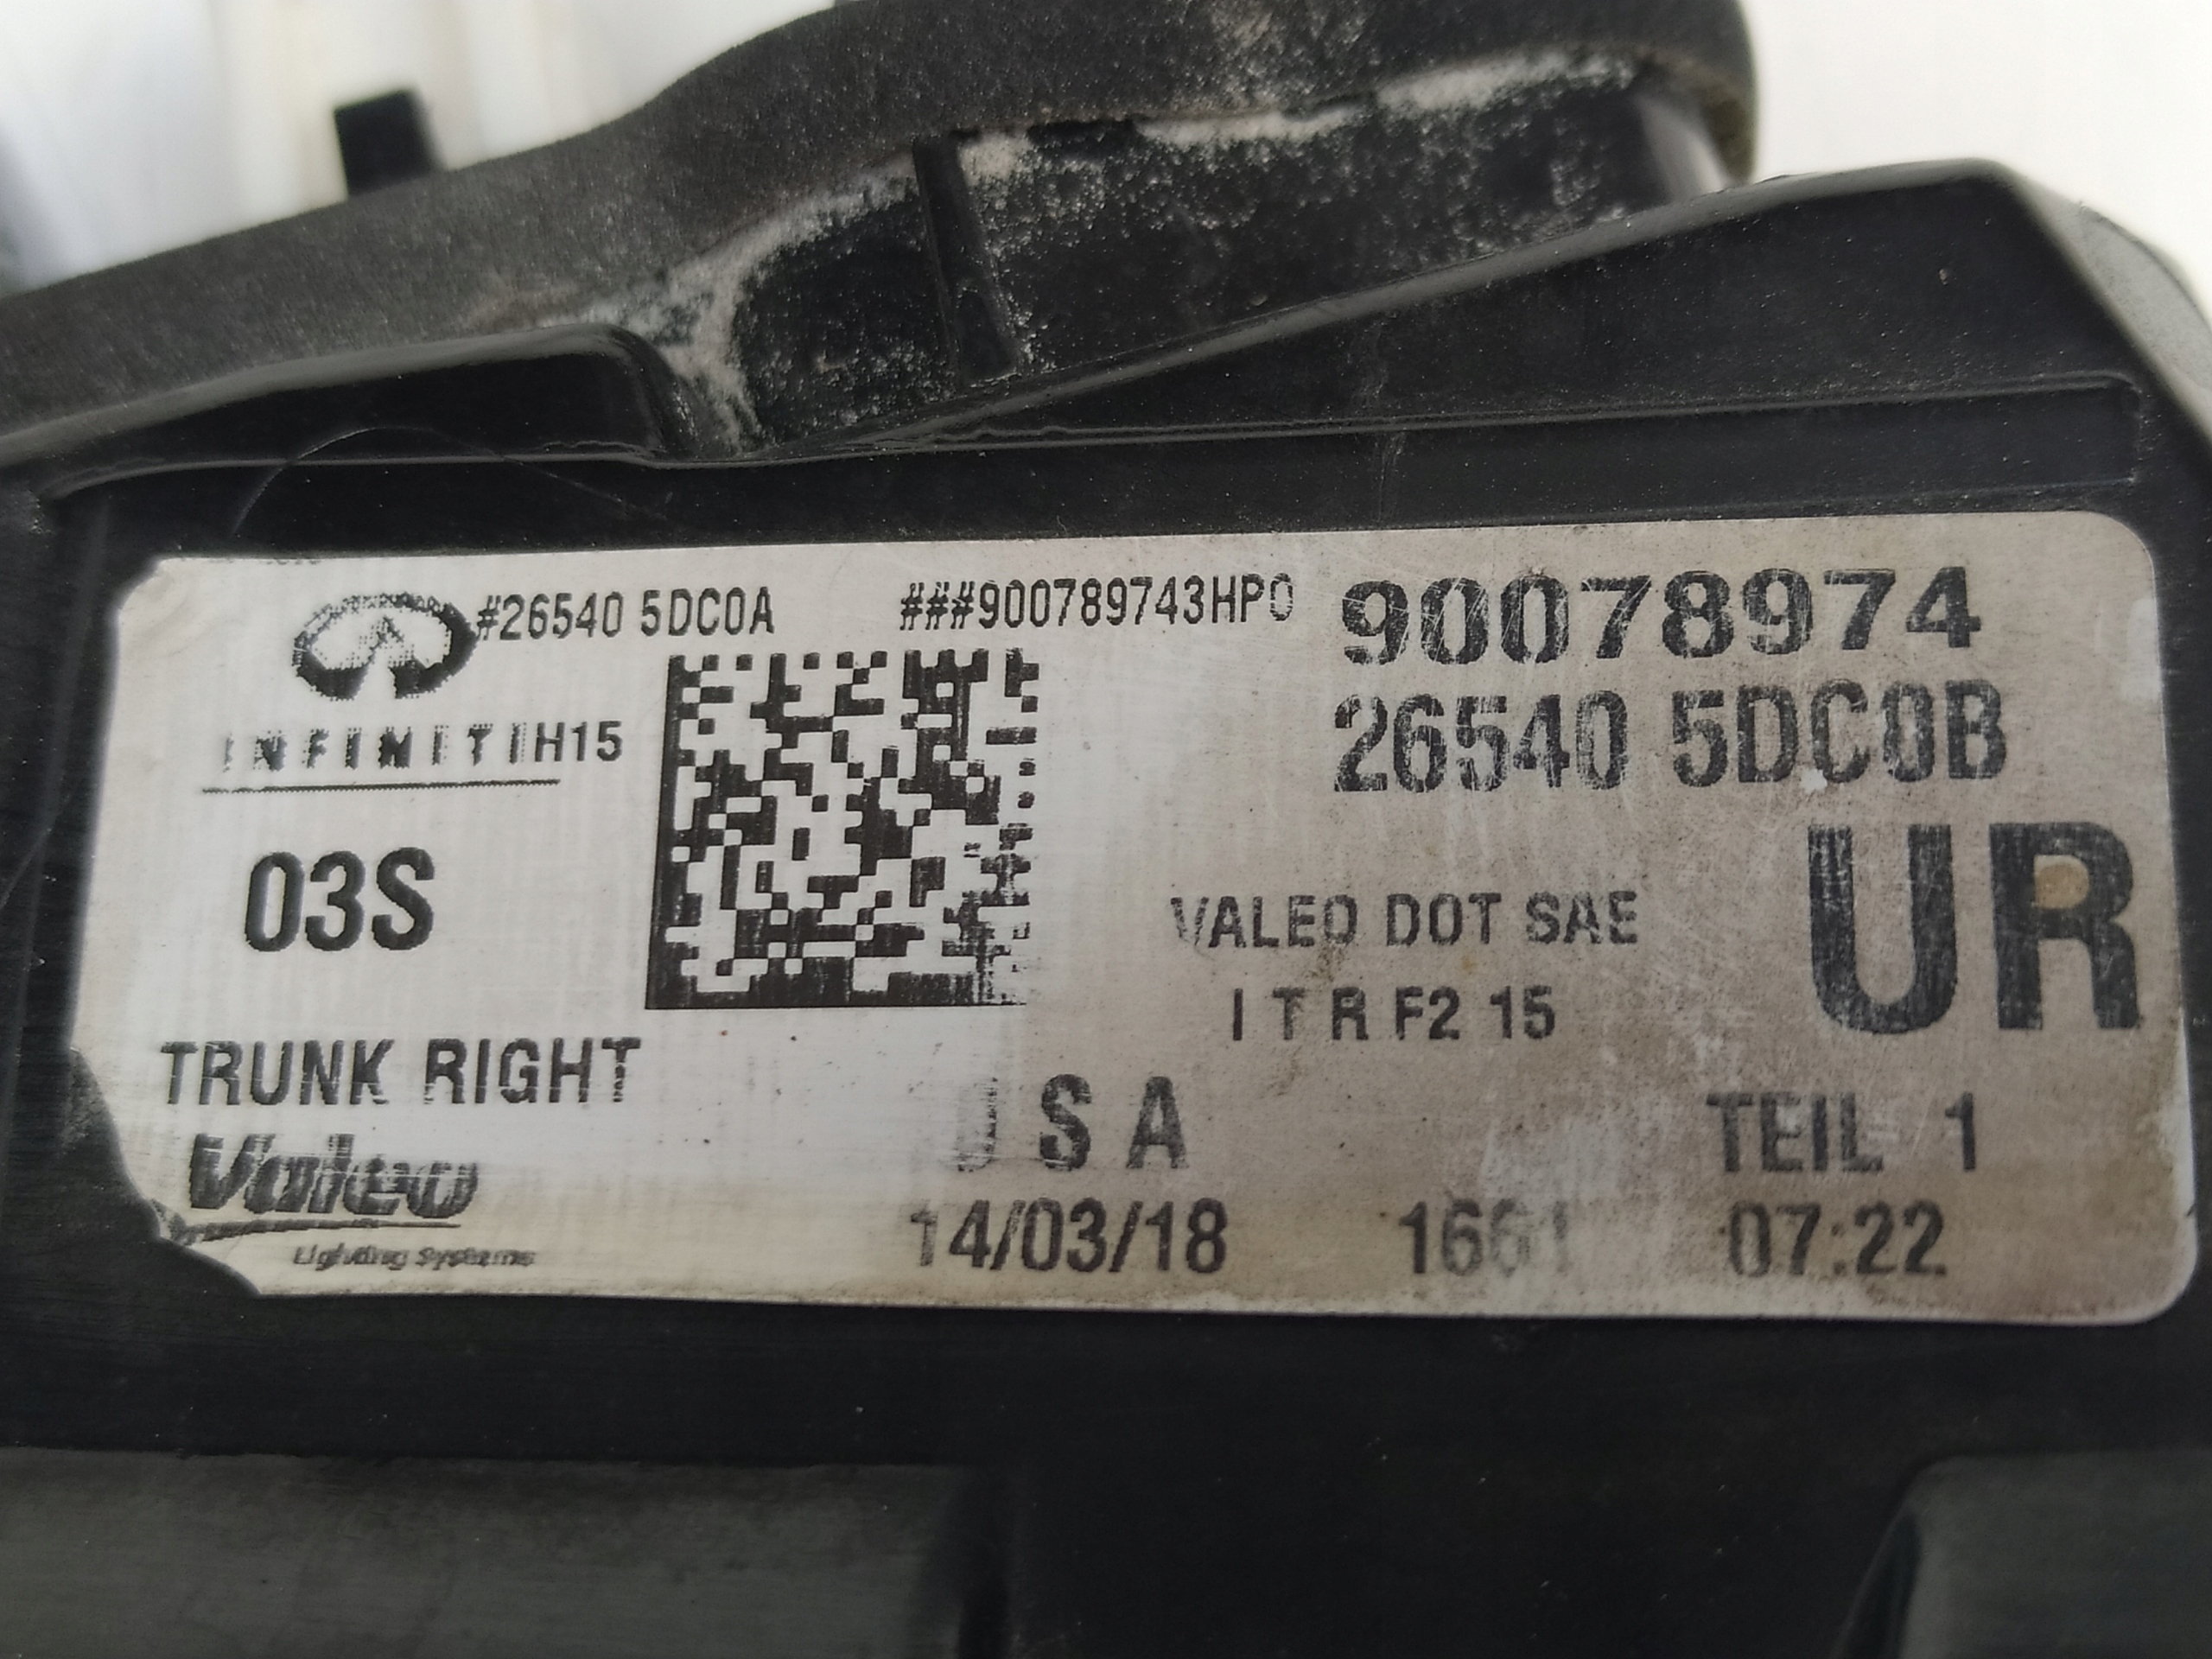 #26540 5DC0A ###900789743HP0 90078974
INFINITI H15 26540 5DC0B
03S VALEO DOT SAE UR
I T R F2 15
TRUNK RIGHT U S A TEIL 1
Valeo
14/03/18 1661 07:22
Lighting Systems